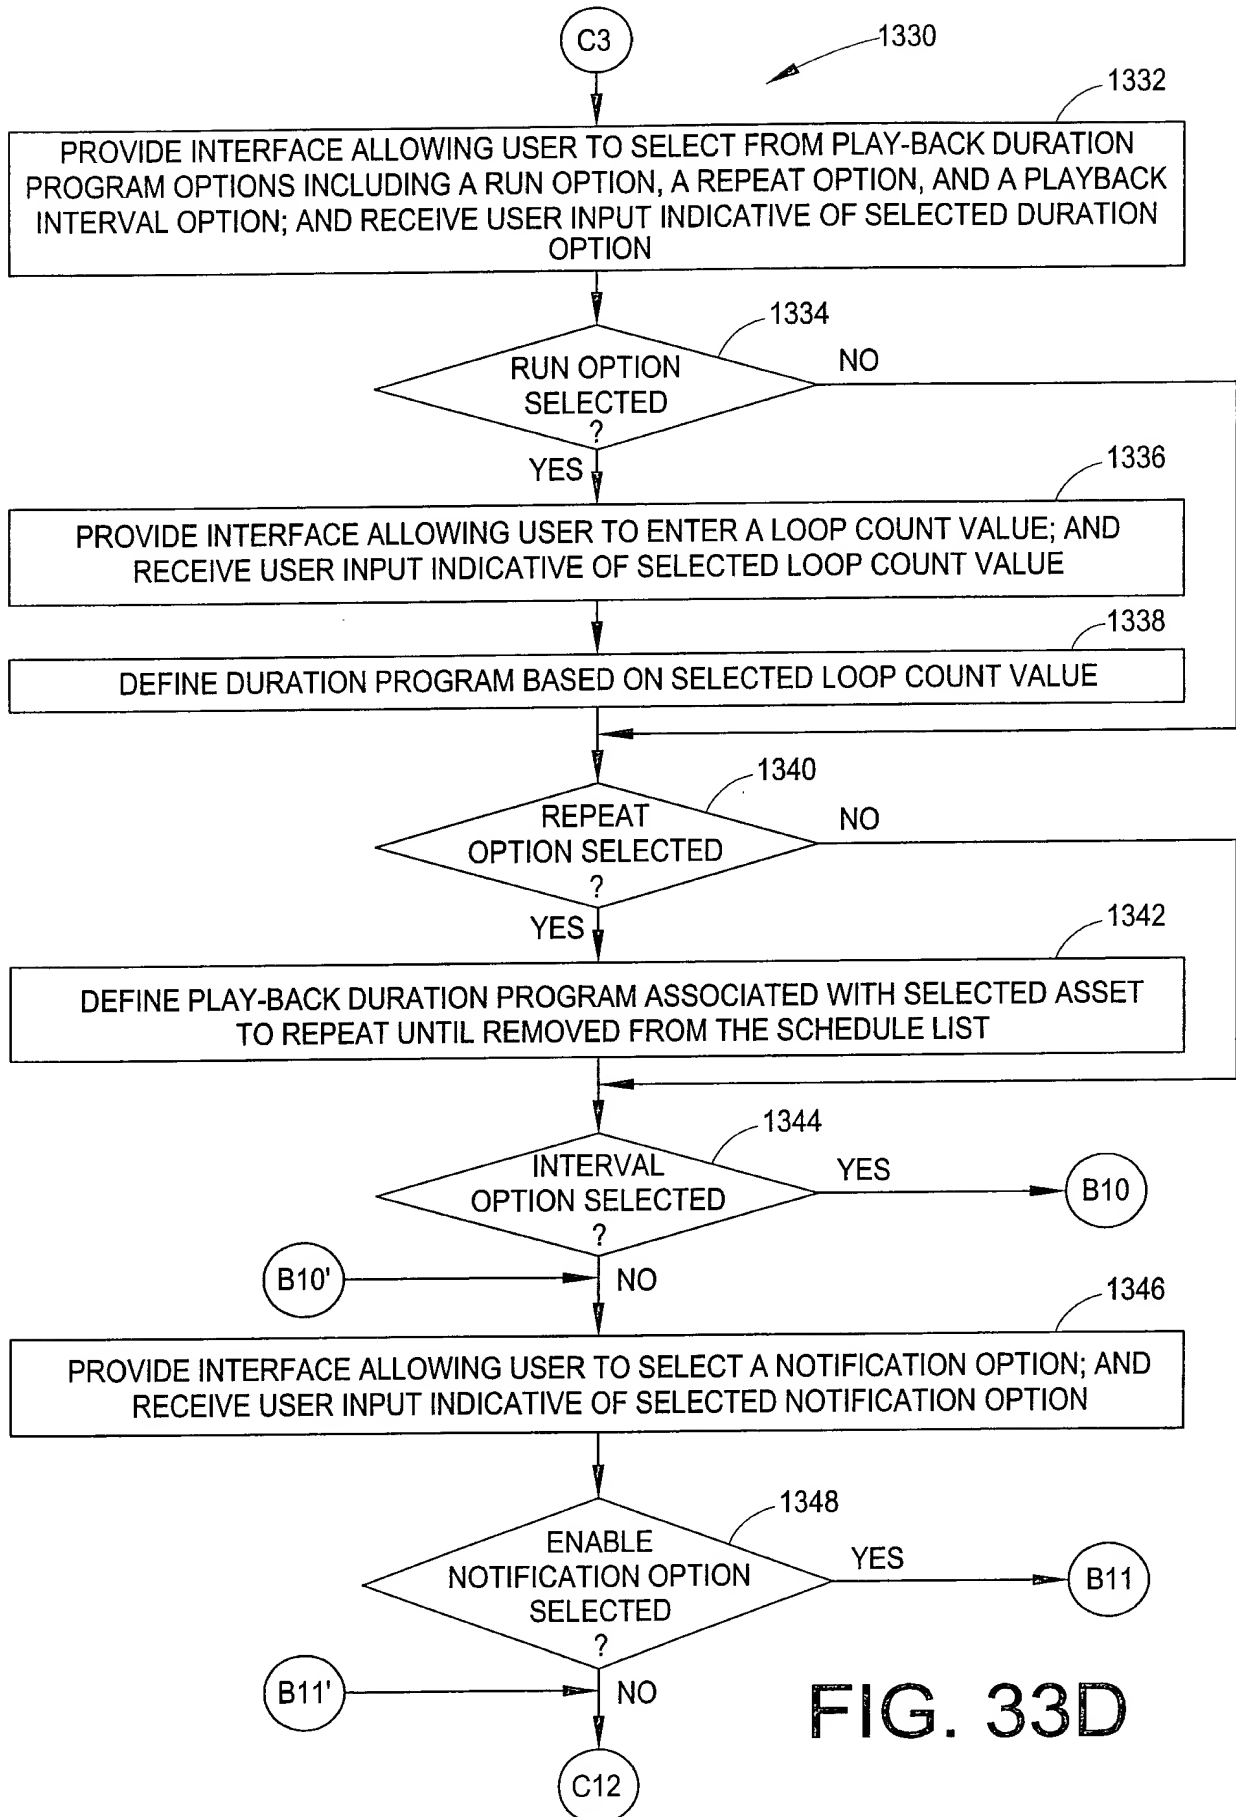 C3
1330
1332
PROVIDE INTERFACE ALLOWING USER TO SELECT FROM PLAY-BACK DURATION
PROGRAM OPTIONS INCLUDING A RUN OPTION, A REPEAT OPTION, AND A PLAYBACK
INTERVAL OPTION; AND RECEIVE USER INPUT INDICATIVE OF SELECTED DURATION
OPTION
1334
RUN OPTION
SELECTED
?
NO
YES
1336
PROVIDE INTERFACE ALLOWING USER TO ENTER A LOOP COUNT VALUE; AND
RECEIVE USER INPUT INDICATIVE OF SELECTED LOOP COUNT VALUE
1338
DEFINE DURATION PROGRAM BASED ON SELECTED LOOP COUNT VALUE
1340
REPEAT
OPTION SELECTED
?
NO
YES
1342
DEFINE PLAY-BACK DURATION PROGRAM ASSOCIATED WITH SELECTED ASSET
TO REPEAT UNTIL REMOVED FROM THE SCHEDULE LIST
1344
INTERVAL
OPTION SELECTED
?
YES
B10
B10'
NO
1346
PROVIDE INTERFACE ALLOWING USER TO SELECT A NOTIFICATION OPTION; AND
RECEIVE USER INPUT INDICATIVE OF SELECTED NOTIFICATION OPTION
1348
ENABLE
NOTIFICATION OPTION
SELECTED
?
YES
B11
B11'
NO
C12
FIG. 33D